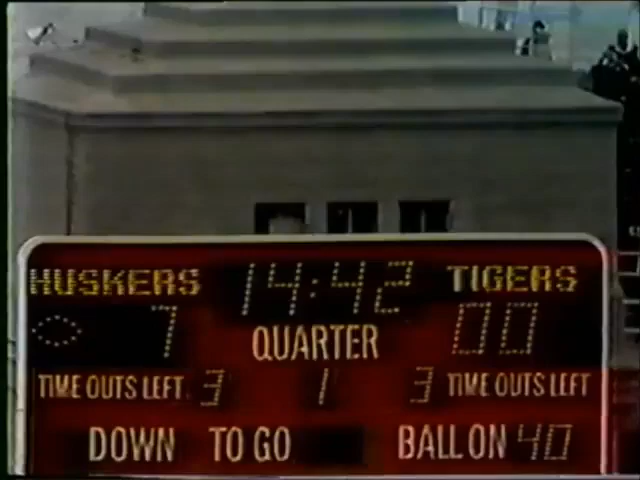 HUSKERS 14:42 TIGERS
7 QUARTER 00
TIME OUTS LEFT 3 1 3 TIME OUTS LEFT
DOWN TO GO BALL ON 40